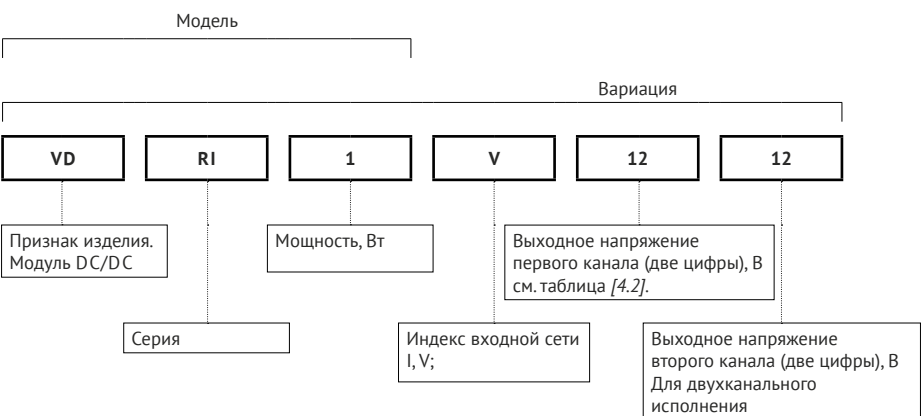 Модель
Вариация
VD RI 1 V 12 12
Признак изделия.
Модуль DC/DC
Мощность, Вт
Выходное напряжение
первого канала (две цифры), В
см. таблица [4.2].
Серия
Индекс входной сети
I, V;
Выходное напряжение
второго канала (две цифры), В
Для двухканального
исполнения